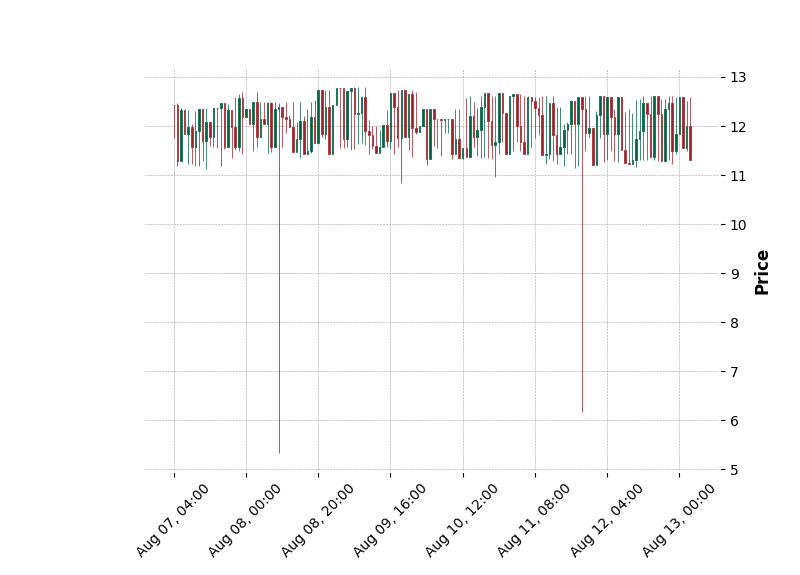 13
12
11
10
9
8
7
6
5
Price
Aug 07, 04:00
Aug 08, 00:00
Aug 08, 20:00
Aug 09, 16:00
Aug 10, 12:00
Aug 11, 08:00
Aug 12, 04:00
Aug 13, 00:00